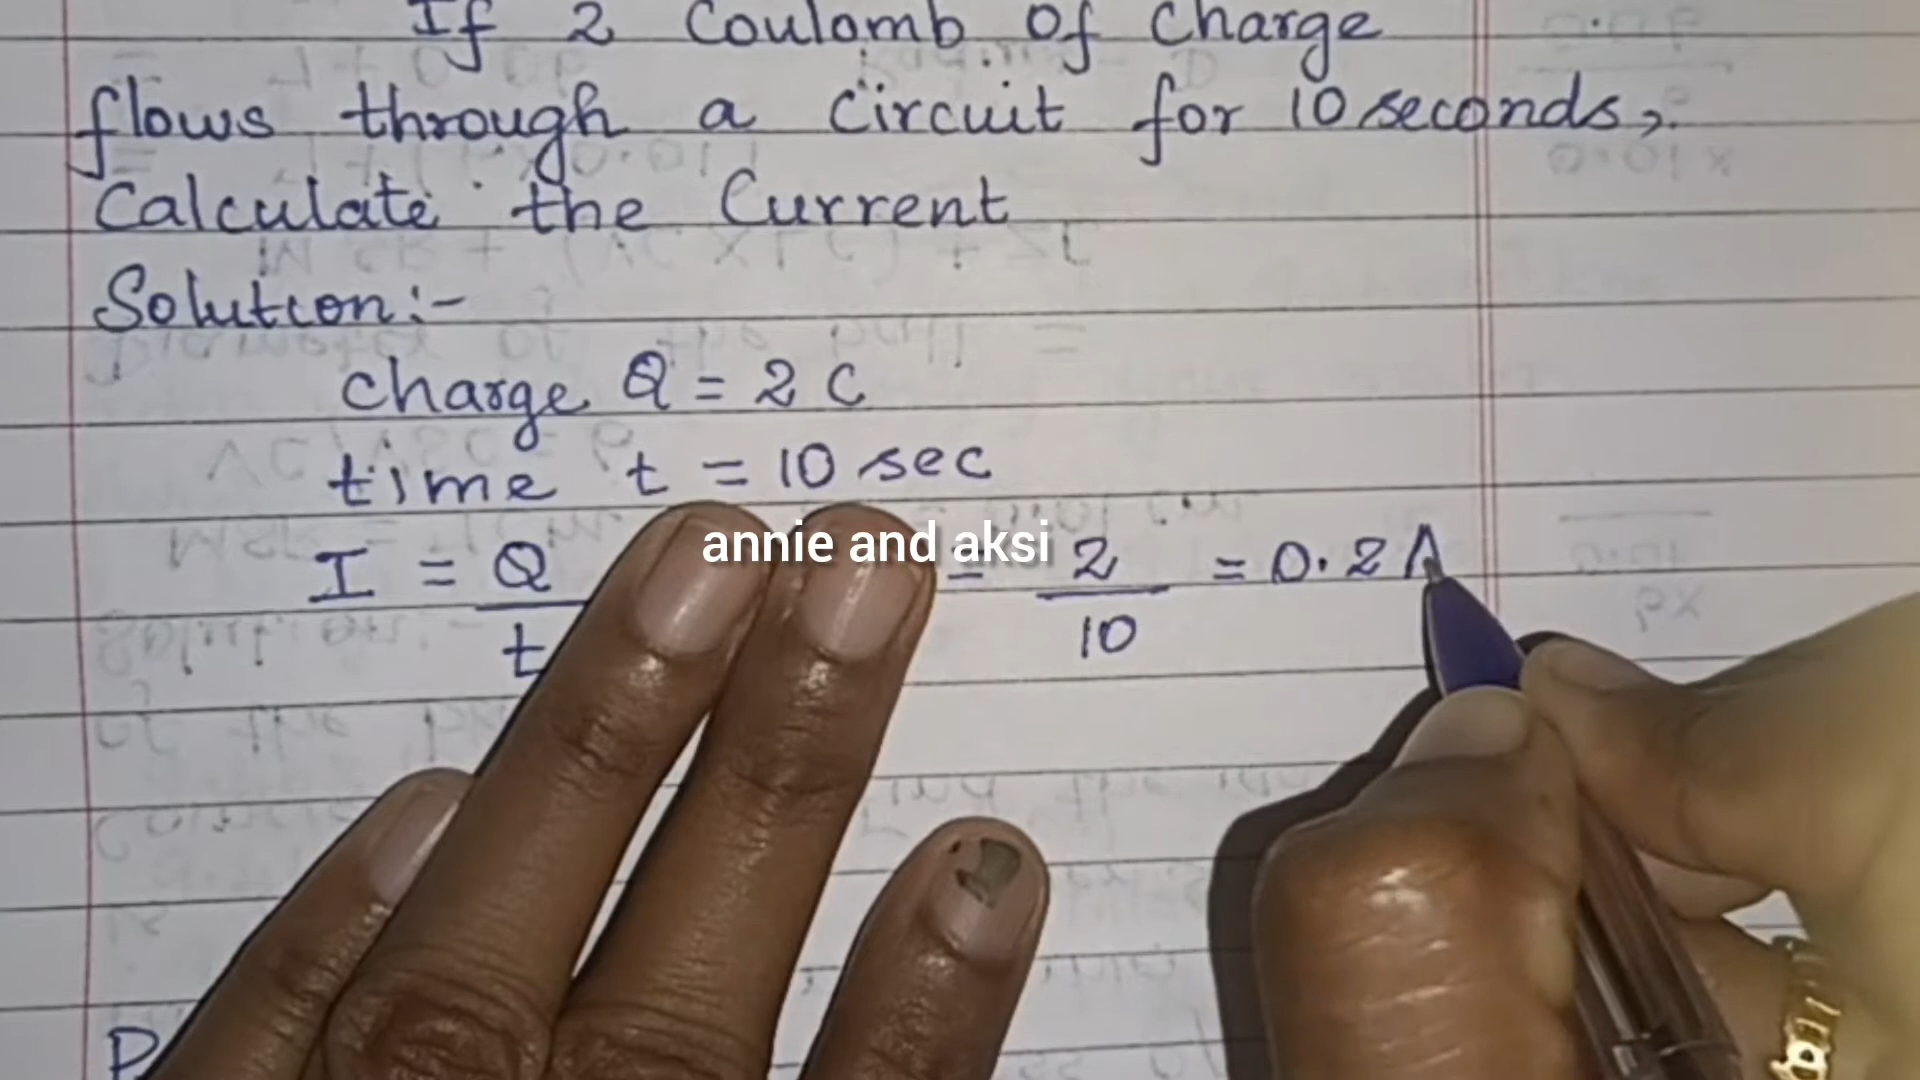 If 2 Coulomb of Charge
flows through a Circuit for 10 seconds,
Calculate the Current
Solution:-
charge Q = 2 C
time t = 10 sec
I = Q/t = 2/10 = 0.2 A
annie and aksi
P